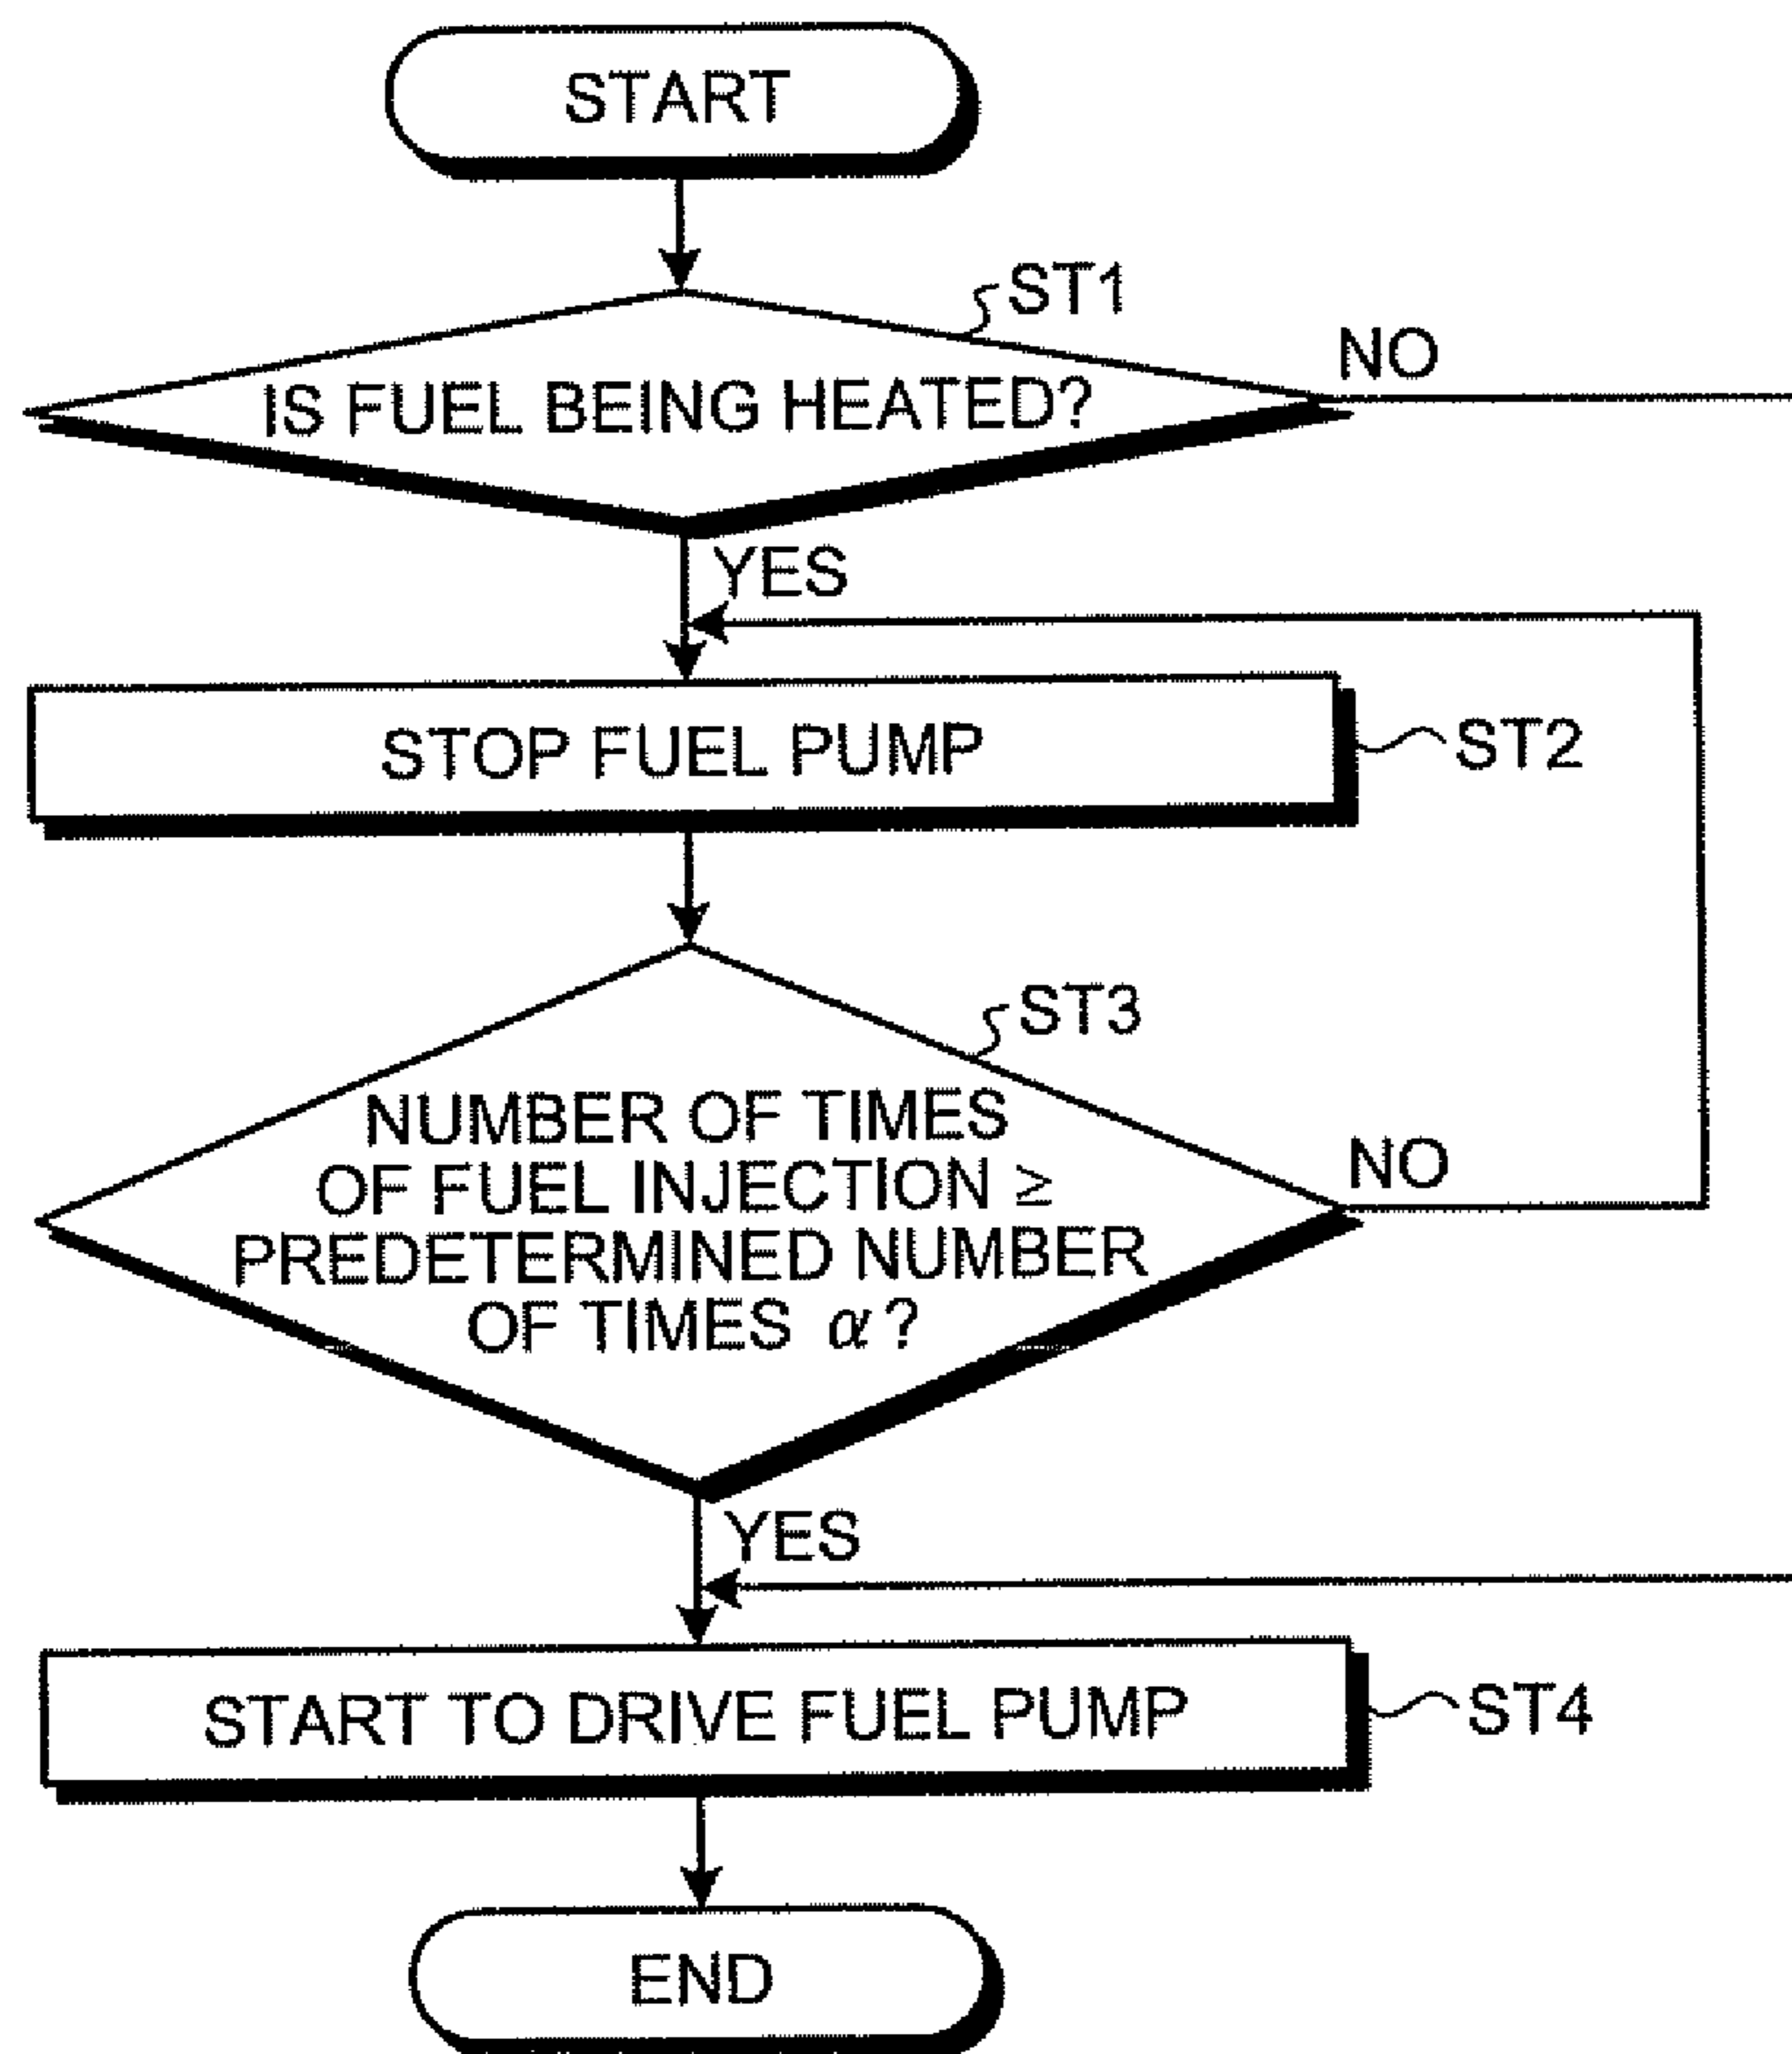 START
ST1
NO
IS FUEL BEING HEATED?
YES
STOP FUEL PUMP
ST2
ST3
NUMBER OF TIMES
OF FUEL INJECTION ≥
PREDETERMINED NUMBER
OF TIMES α?
NO
YES
START TO DRIVE FUEL PUMP
ST4
END